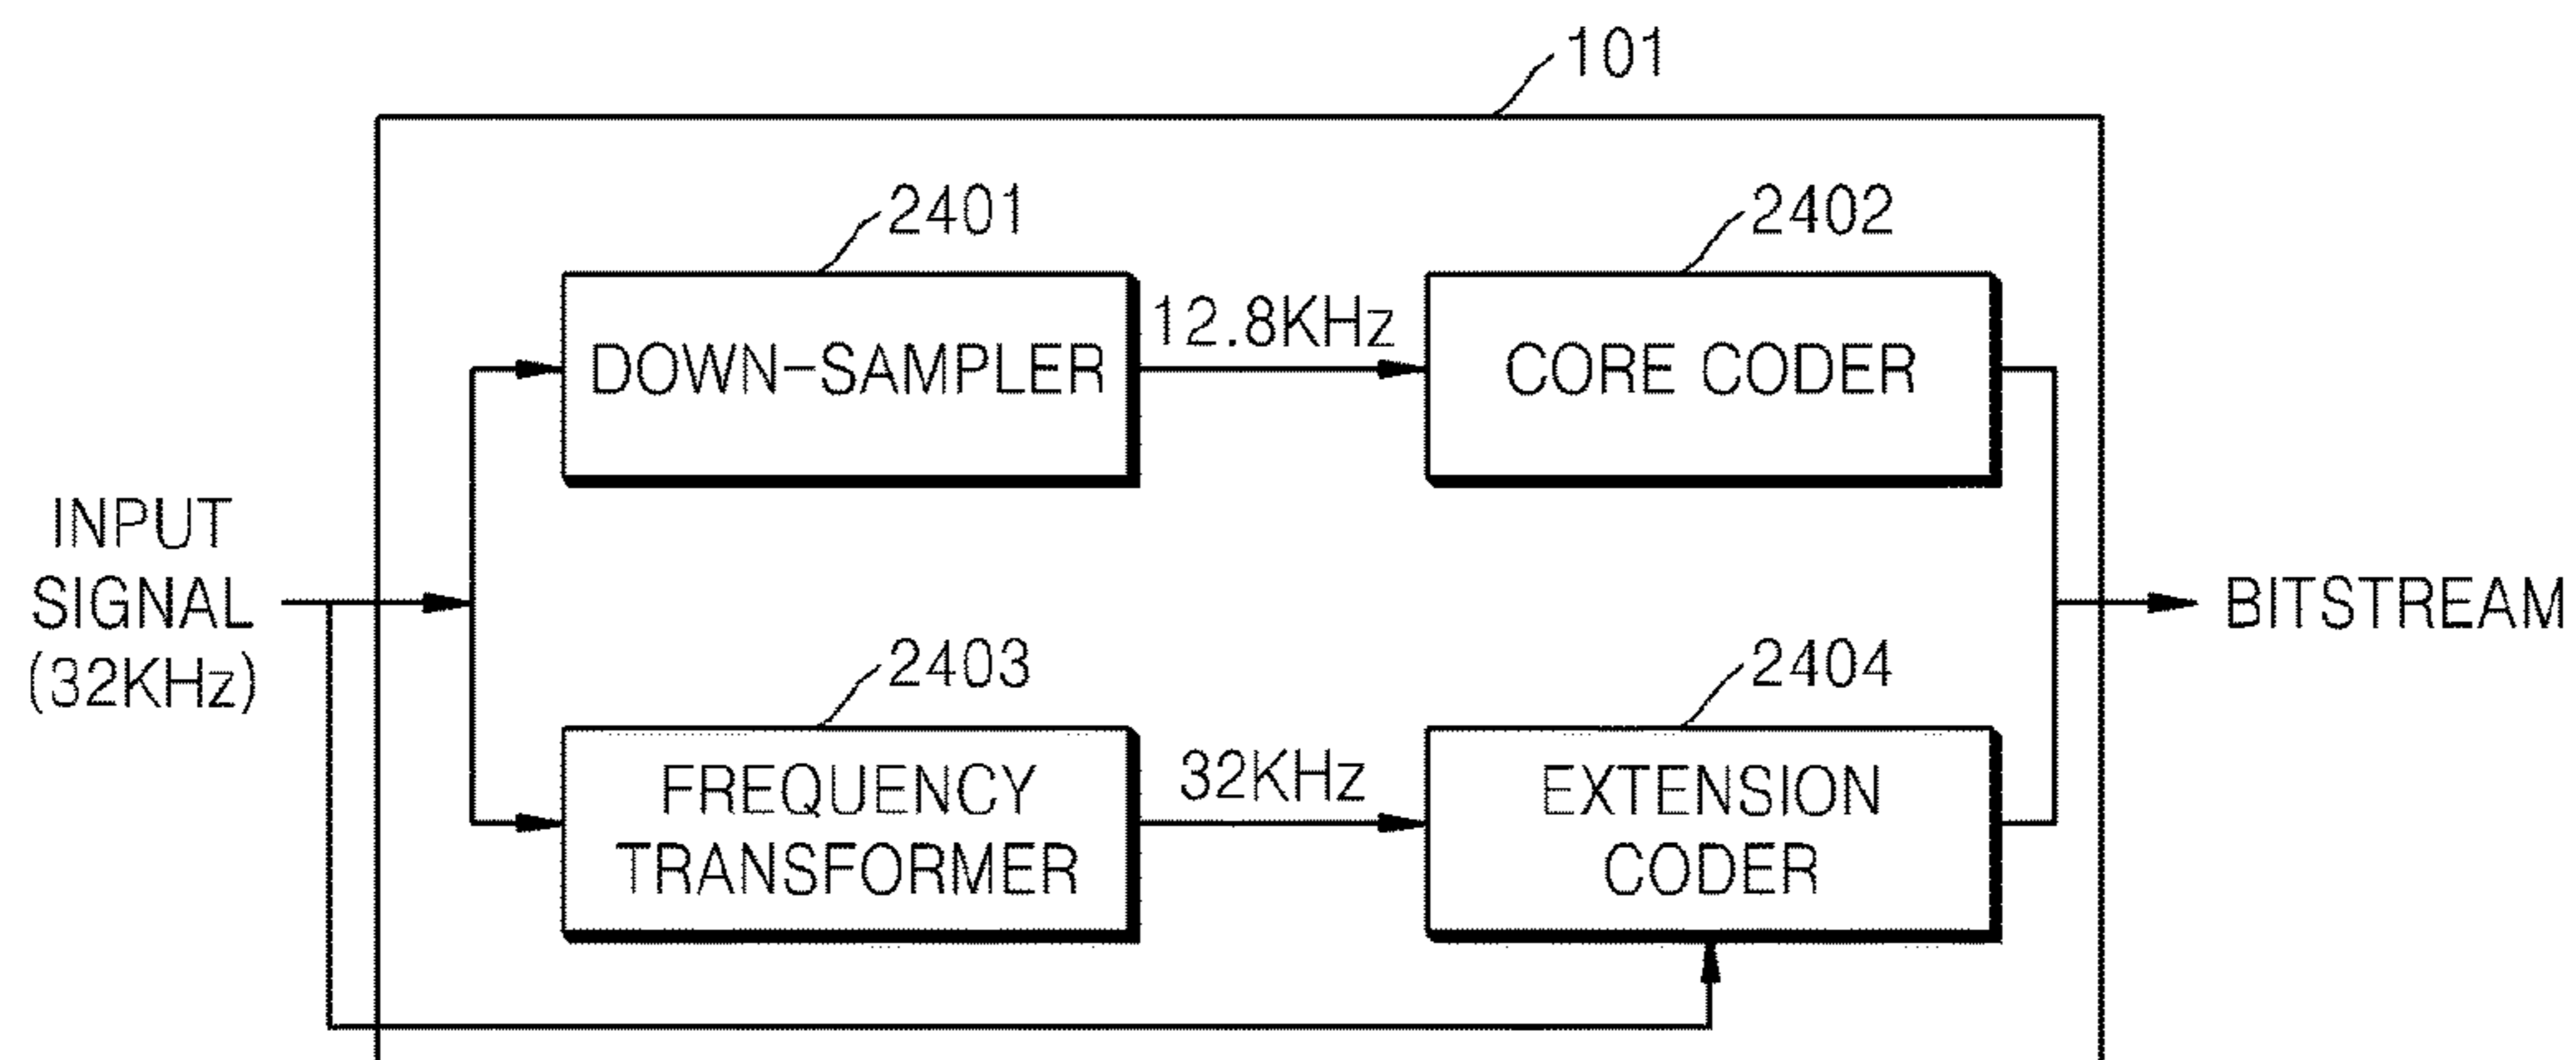 101
2401
2402
12.8KHz
DOWN-SAMPLER
CORE CODER
INPUT
SIGNAL
(32KHz)
BITSTREAM
2403
2404
32KHz
FREQUENCY
TRANSFORMER
EXTENSION
CODER